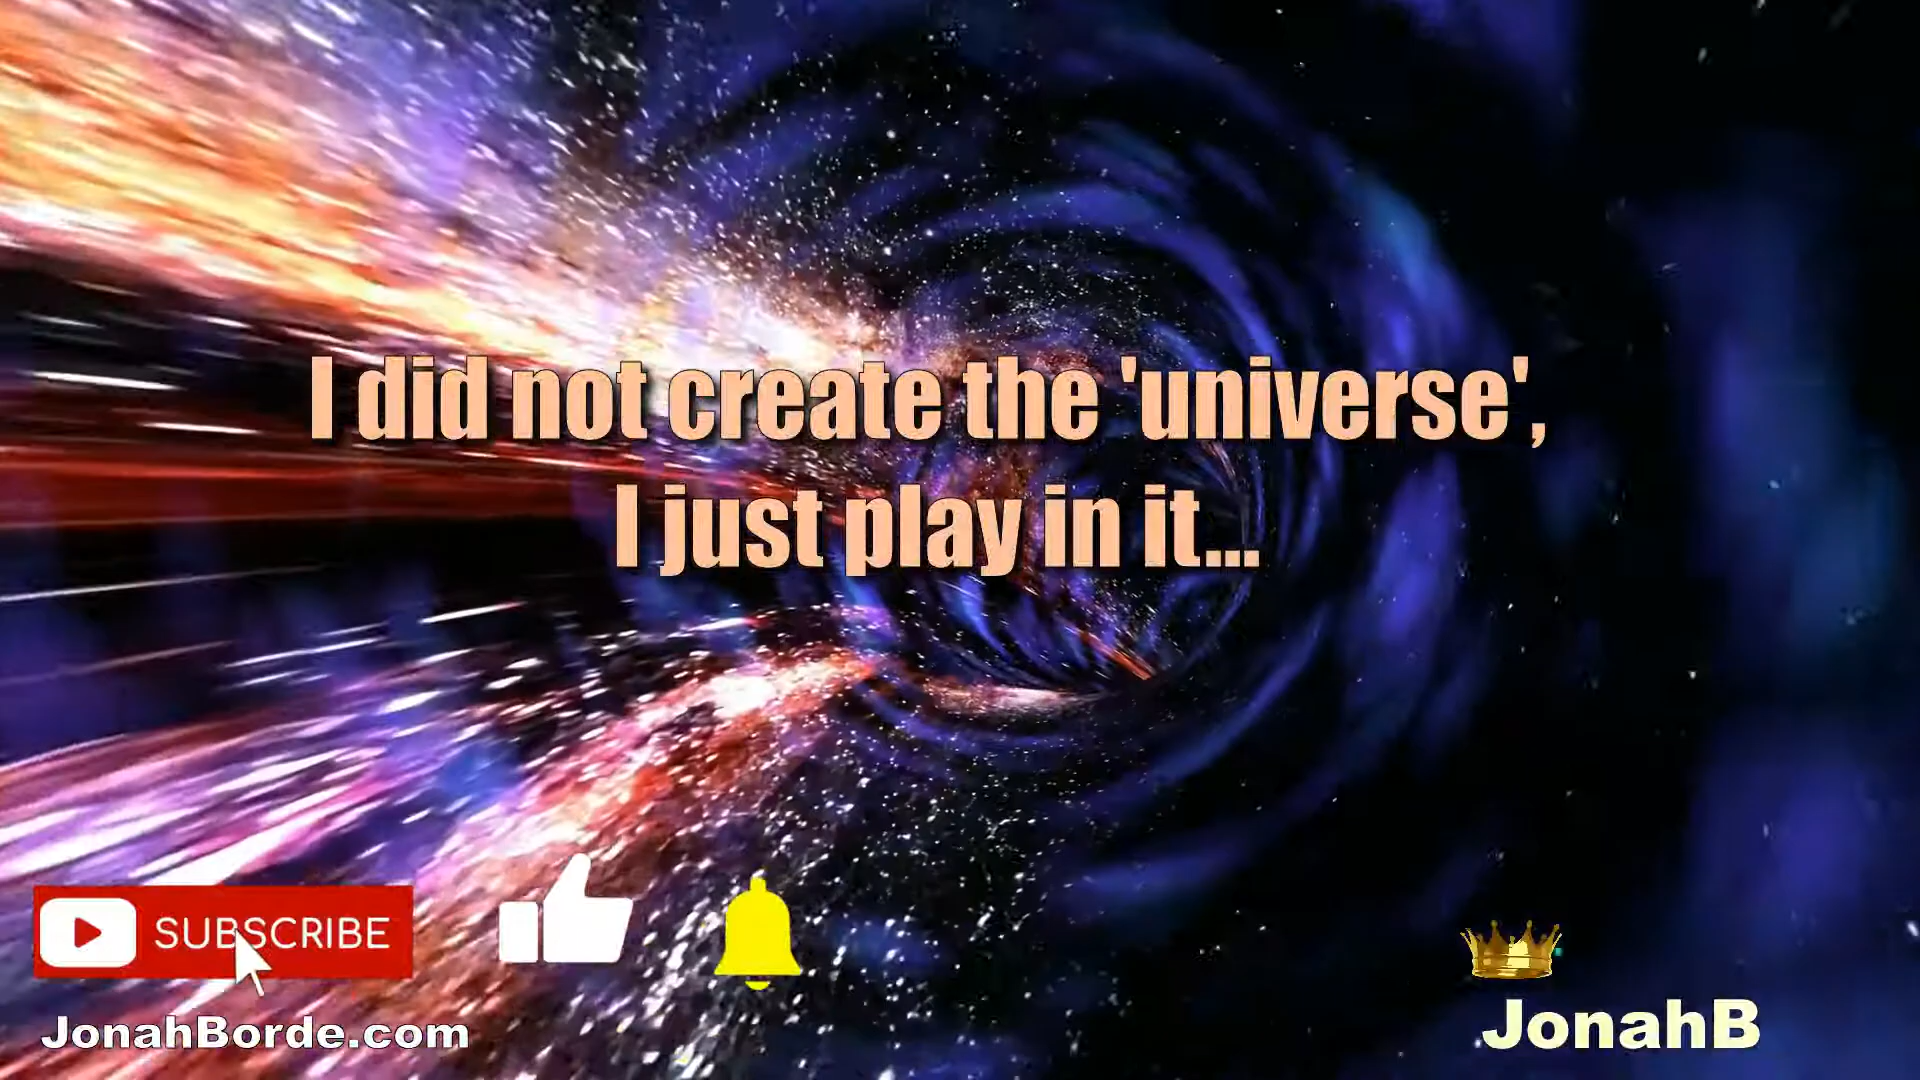 I did not create the 'universe',
I just play in it...
SUBSCRIBE
JonahBorde.com
JonahB